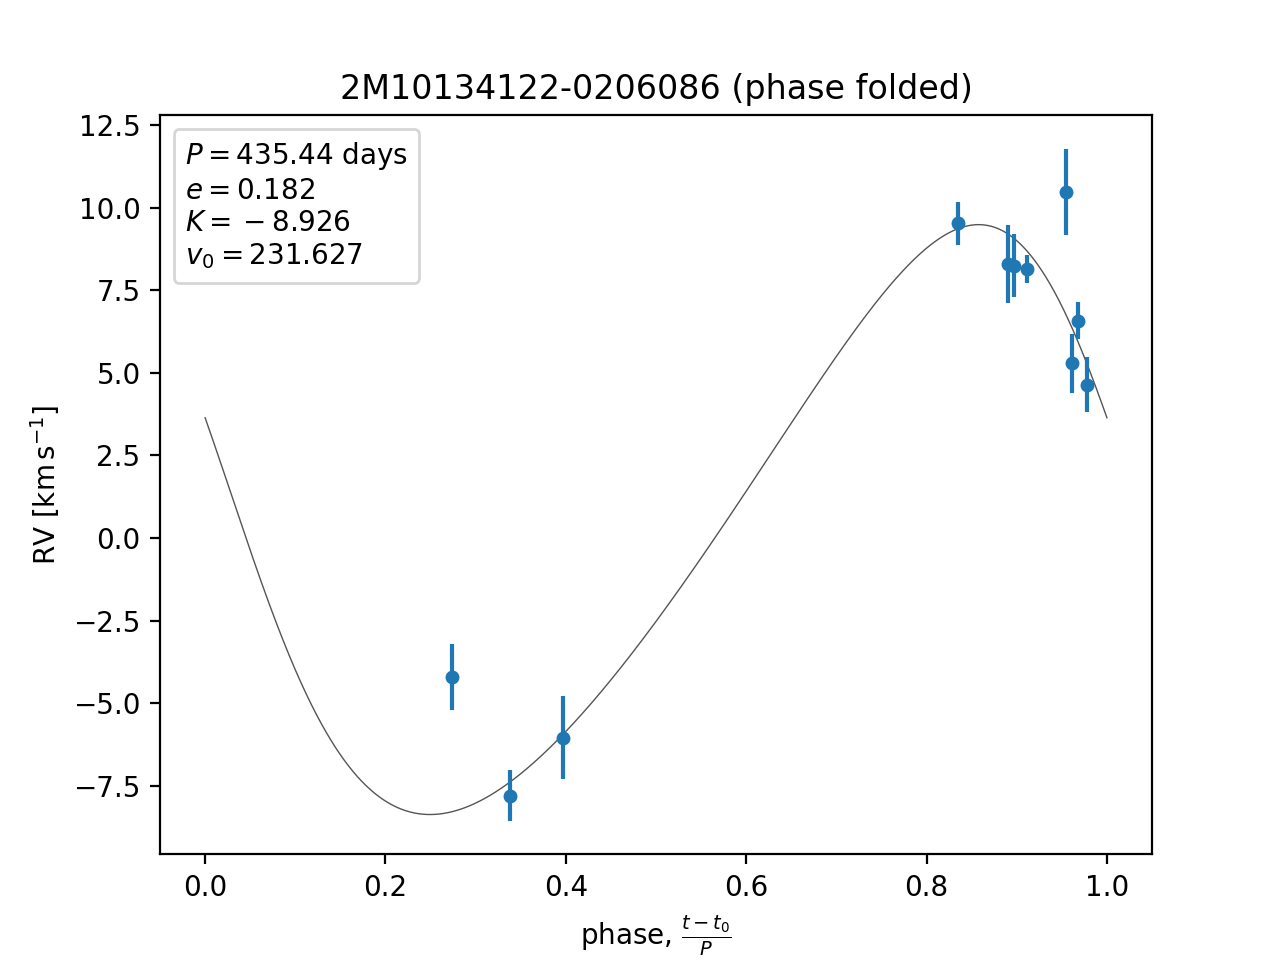 2M10134122-0206086 (phase folded)
P = 435.44 days
e = 0.182
K = −8.926
v₀ = 231.627
12.5
10.0
7.5
5.0
2.5
0.0
−2.5
−5.0
−7.5
RV [km s⁻¹]
0.0 0.2 0.4 0.6 0.8 1.0
phase, (t − t₀)/P